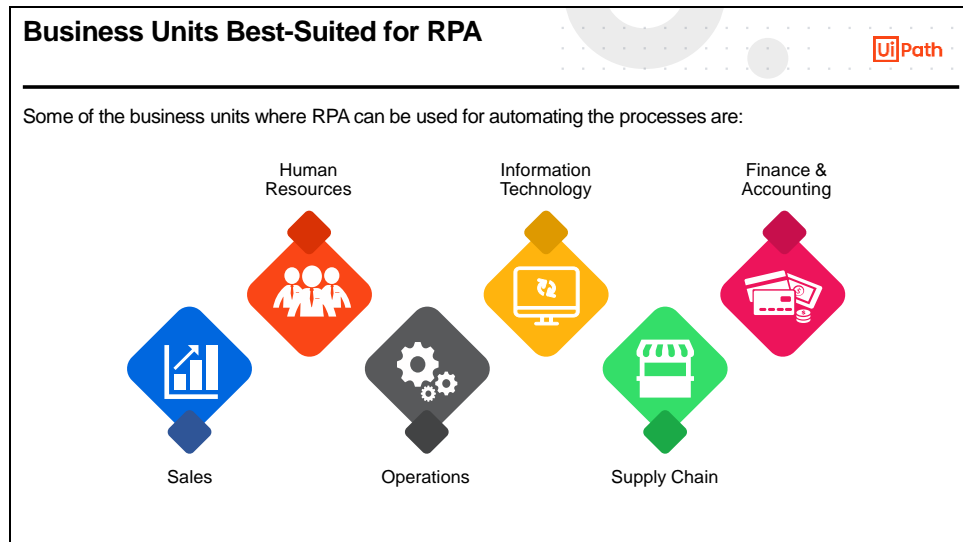 Business Units Best-Suited for RPA
UiPath
Some of the business units where RPA can be used for automating the processes are:
Human
Resources
Information
Technology
Finance &
Accounting
Sales
Operations
Supply Chain